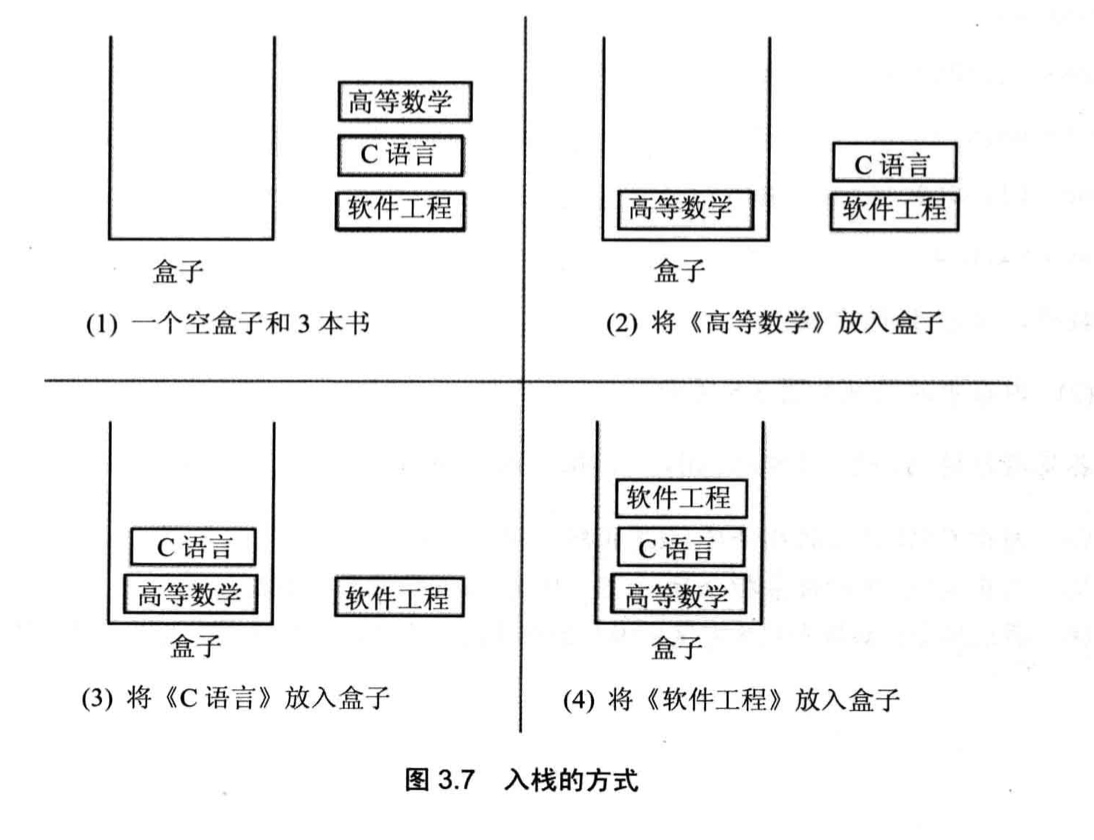 高等数学
C 语言
软件工程
盒子
(1) 一个空盒子和 3 本书
C 语言
高等数学
软件工程
盒子
(2) 将《高等数学》放入盒子
C 语言
高等数学
软件工程
盒子
(3) 将《C 语言》放入盒子
软件工程
C 语言
高等数学
盒子
(4) 将《软件工程》放入盒子
图 3.7 入栈的方式